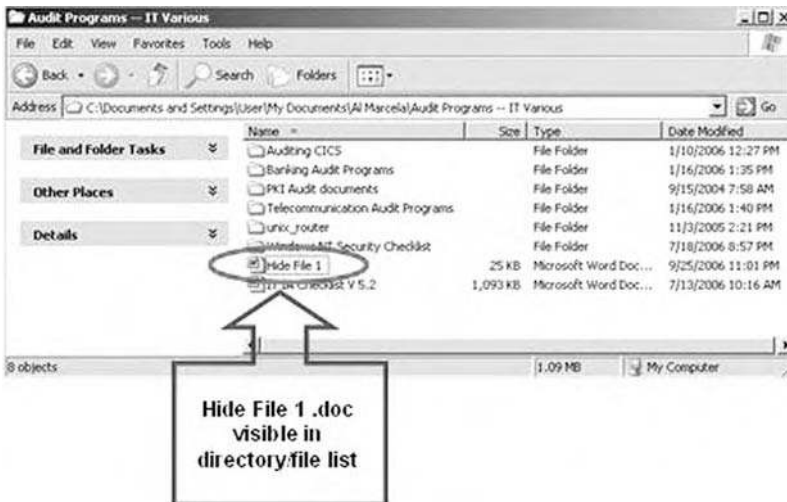 Audit Programs -- IT Various
File Edit View Favorites Tools Help
Back Search Folders
Address C:\Documents and Settings\User\My Documents\Al Marcela\Audit Programs -- IT Various Go
Name Size Type Date Modified
File and Folder Tasks
Other Places
Details
Auditing CICS File Folder 1/10/2006 12:27 PM
Banking Audit Programs File Folder 1/16/2006 1:35 PM
PKI Audit documents File Folder 9/15/2004 7:58 AM
Telecommunication Audit Programs File Folder 1/16/2006 1:40 PM
unix_router File Folder 11/3/2005 2:21 PM
Windows NT Security Checklist File Folder 7/18/2006 8:57 PM
Hide File 1 25 KB Microsoft Word Doc... 9/25/2006 11:01 PM
IT IA Checklist V 5.2 1,093 KB Microsoft Word Doc... 7/13/2006 10:16 AM
8 objects 1.09 MB My Computer
Hide File 1 .doc
visible in
directory/file list